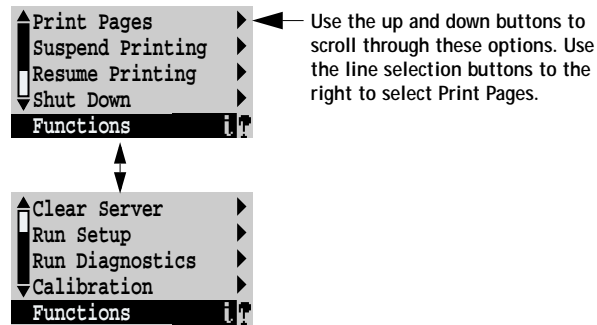 Print Pages
Suspend Printing
Resume Printing
Shut Down
Functions
Use the up and down buttons to
scroll through these options. Use
the line selection buttons to the
right to select Print Pages.
Clear Server
Run Setup
Run Diagnostics
Calibration
Functions